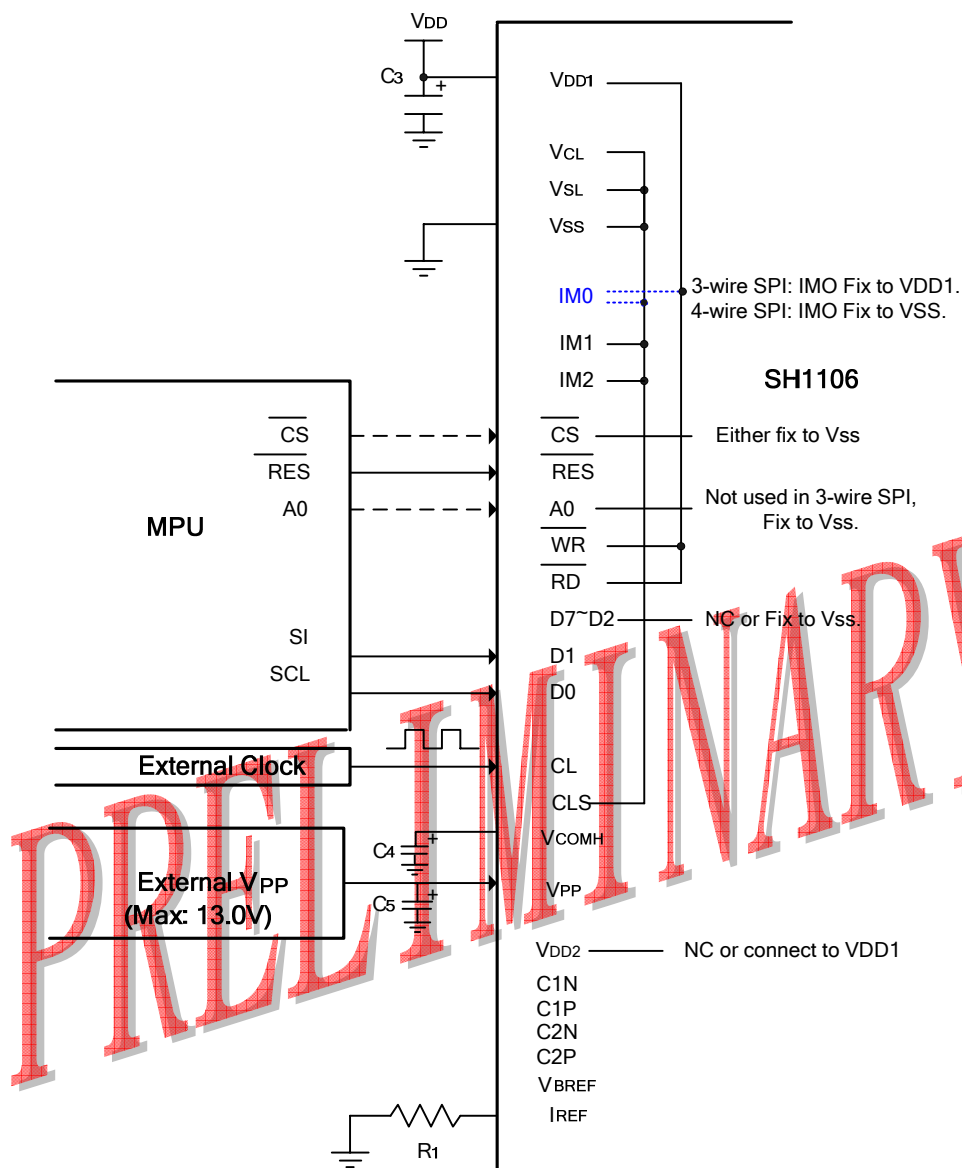 VDD
C3
+
VDD1
VCL
VSL
VSS
IM0
3-wire SPI: IMO Fix to VDD1.
4-wire SPI: IMO Fix to VSS.
IM1
IM2
SH1106
MPU
CS
RES
A0
SI
SCL
CS
Either fix to Vss
RES
A0
Not used in 3-wire SPI,
Fix to Vss.
WR
RD
D7~D2
NC or Fix to Vss.
D1
D0
External Clock
CL
CLS
VCOMH
C4
+
External VPP
(Max: 13.0V)
C5
+
VPP
VDD2
NC or connect to VDD1
C1N
C1P
C2N
C2P
VBREF
IREF
R1
PRELIMINARY